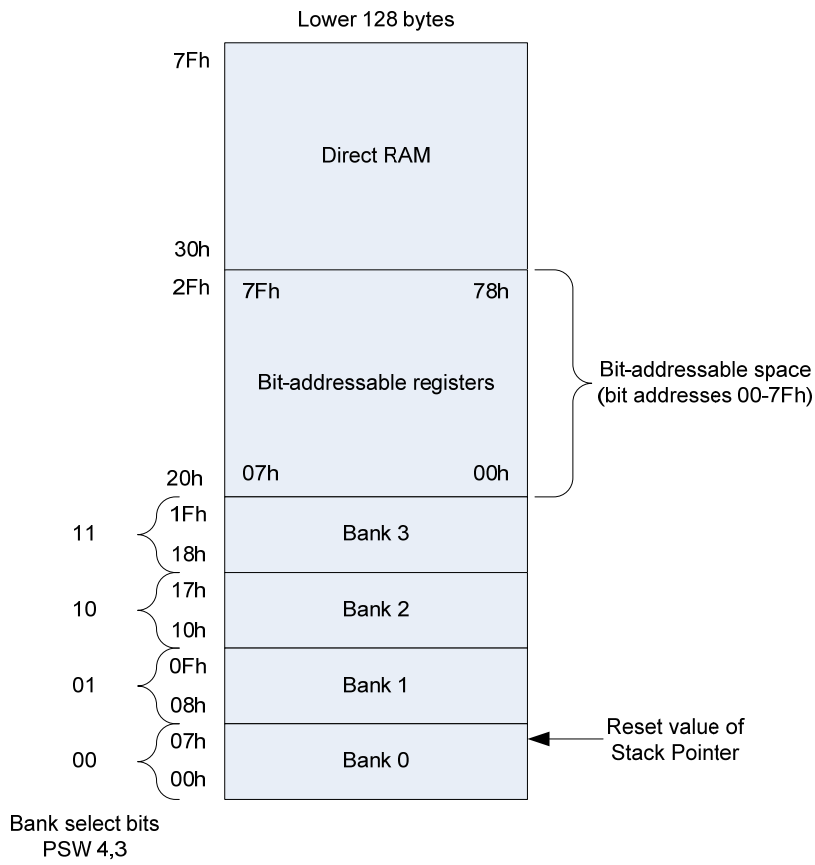 Lower 128 bytes
7Fh
Direct RAM
30h
2Fh
7Fh 78h
Bit-addressable registers
Bit-addressable space
(bit addresses 00-7Fh)
20h
07h 00h
1Fh
11
Bank 3
18h
17h
10
Bank 2
10h
0Fh
01
Bank 1
08h
07h
00
Bank 0
00h
Reset value of
Stack Pointer
Bank select bits
PSW 4,3